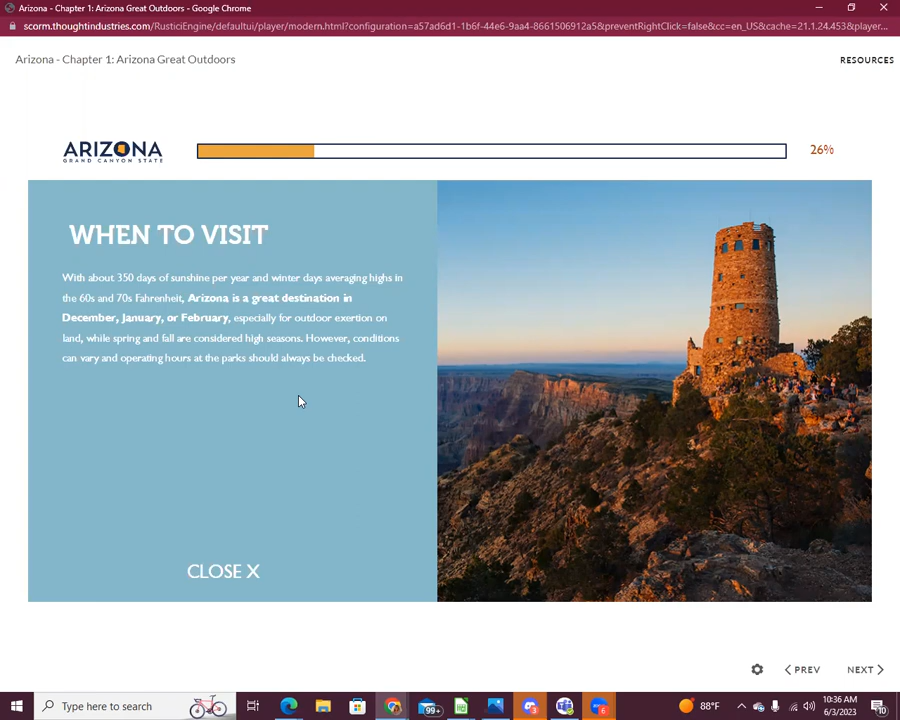 Arizona - Chapter 1: Arizona Great Outdoors - Google Chrome
scorm.thoughtindustries.com/RusticiEngine/defaultui/player/modern.html?configuration=a57ad6d1-1b6f-44e6-9aa4-8661506912a5&preventRightClick=false&cc=en_US&cache=21.1.24.453&player...
Arizona - Chapter 1: Arizona Great Outdoors
RESOURCES
ARIZONA
GRAND CANYON STATE
26%
WHEN TO VISIT
With about 350 days of sunshine per year and winter days averaging highs in
the 60s and 70s Fahrenheit, Arizona is a great destination in
December, January, or February, especially for outdoor exertion on
land, while spring and fall are considered high seasons. However, conditions
can vary and operating hours at the parks should always be checked.
CLOSE X
PREV
NEXT
Type here to search
99+
3
6
88°F
10:36 AM
6/3/2023
10